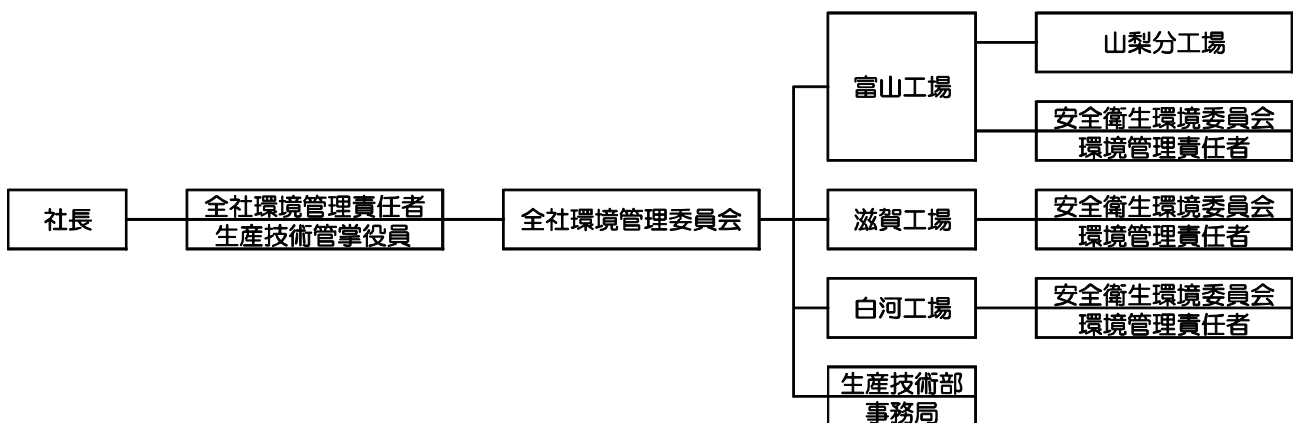 社長
全社環境管理責任者
生産技術管掌役員
全社環境管理委員会
富山工場
山梨分工場
安全衛生環境委員会
環境管理責任者
滋賀工場
安全衛生環境委員会
環境管理責任者
白河工場
安全衛生環境委員会
環境管理責任者
生産技術部
事務局